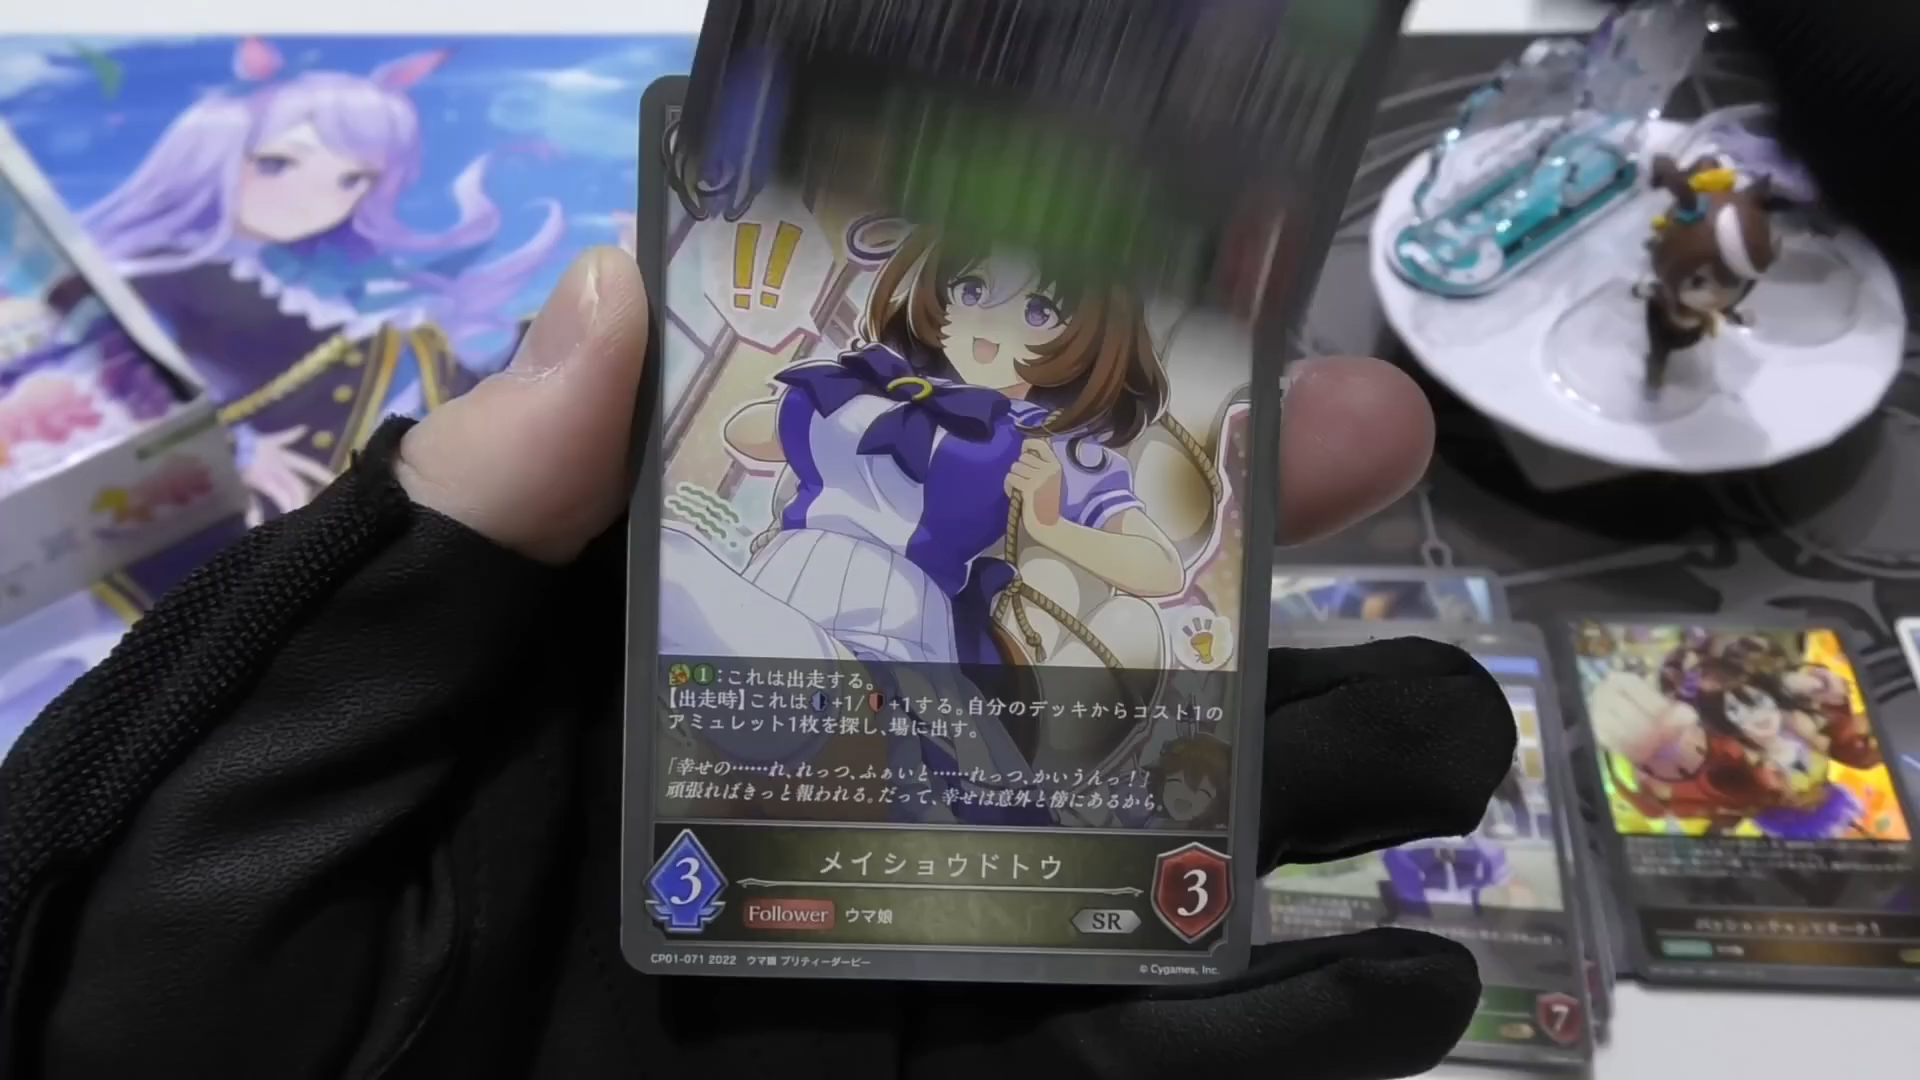 !!
1:これは出走する。
【出走時】これは+1/+1する。自分のデッキからコスト1の
アミュレット1枚を探し、場に出す。
「幸せの……れ、れっつ、ふぁいと……れっつ、かいうんっ!」
頑張ればきっと報われる。だって、幸せは意外と傍にあるから。
メイショウドトウ
3
3
Follower ウマ娘
SR
CP01-071 2022 ウマ娘 プリティーダービー
© Cygames, Inc.
7